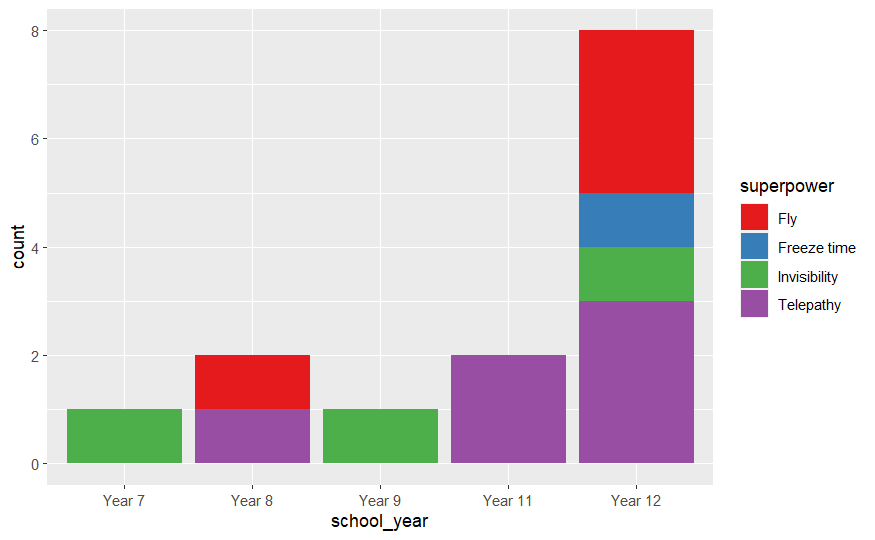 8
6
4
2
0
count
Year 7
Year 8
Year 9
Year 11
Year 12
school_year
superpower
Fly
Freeze time
Invisibility
Telepathy